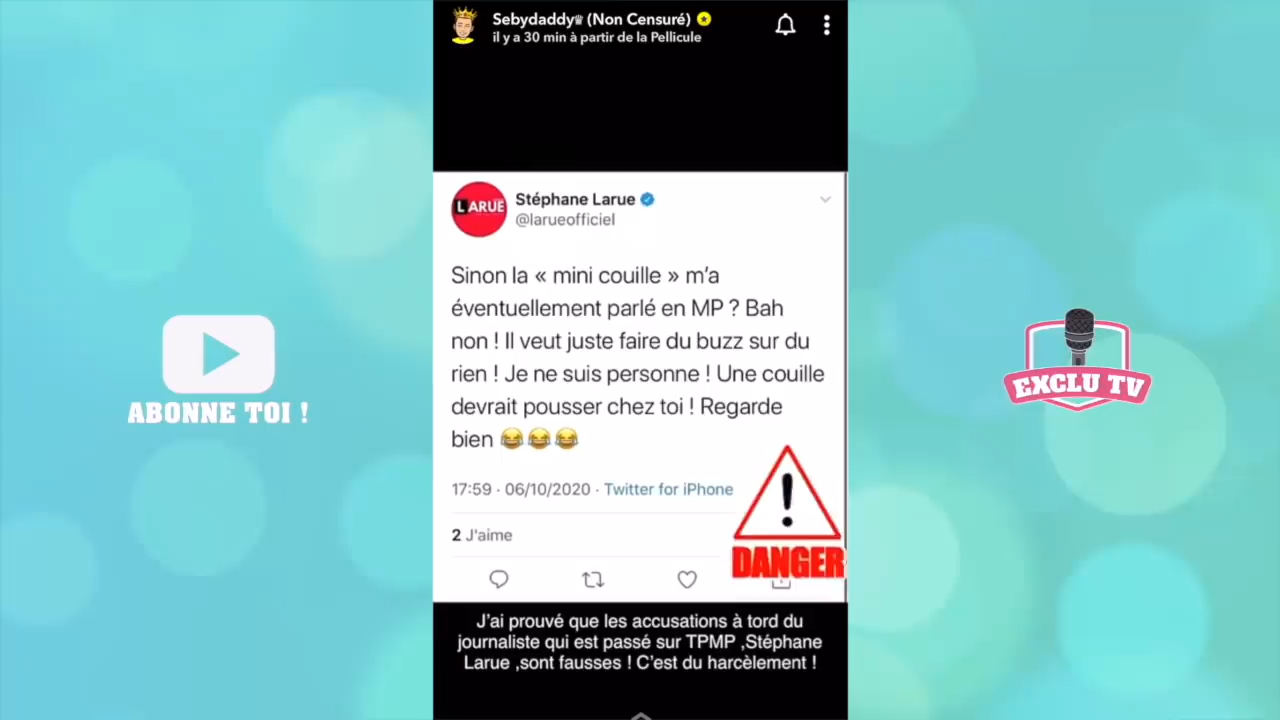 Sebydaddy♛ (Non Censuré)
il y a 30 min à partir de la Pellicule
LARUE
Stéphane Larue
@larueofficiel
Sinon la « mini couille » m’a
éventuellement parlé en MP ? Bah
non ! Il veut juste faire du buzz sur du
rien ! Je ne suis personne ! Une couille
devrait pousser chez toi ! Regarde
bien 😂😂😂
17:59 · 06/10/2020 · Twitter for iPhone
2 J'aime
DANGER
J’ai prouvé que les accusations à tord du
journaliste qui est passé sur TPMP ,Stéphane
Larue ,sont fausses ! C’est du harcèlement !
ABONNE TOI !
EXCLU TV